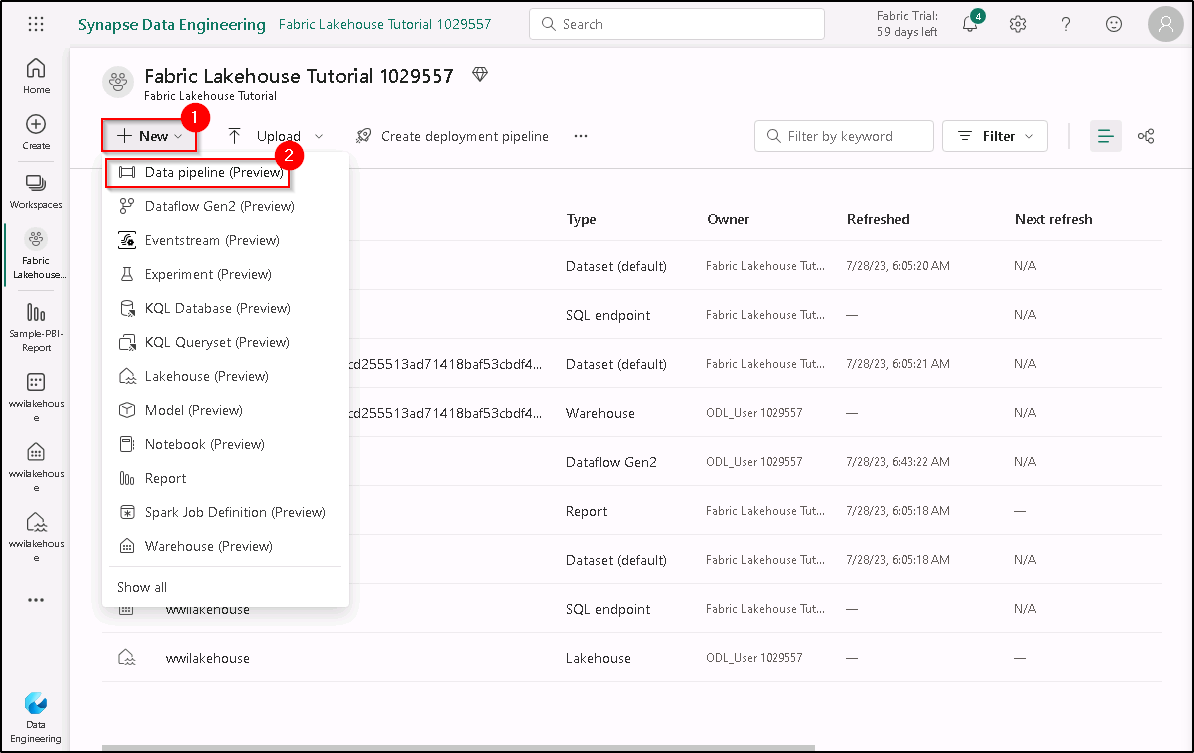 Synapse Data Engineering Fabric Lakehouse Tutorial 1029557
Search
Fabric Trial:
59 days left
4
Home
Create
Workspaces
Fabric
Lakehouse...
Sample-PBI-
Report
wwilakehous
e
wwilakehous
e
wwilakehous
e
Data
Engineering
Fabric Lakehouse Tutorial 1029557
Fabric Lakehouse Tutorial
1
New Upload Create deployment pipeline ...
Filter by keyword
Filter
2
Data pipeline (Preview)
Dataflow Gen2 (Preview)
Eventstream (Preview)
Experiment (Preview)
KQL Database (Preview)
KQL Queryset (Preview)
Lakehouse (Preview)
Model (Preview)
Notebook (Preview)
Report
Spark Job Definition (Preview)
Warehouse (Preview)
Show all
Type Owner Refreshed Next refresh
Dataset (default) Fabric Lakehouse Tut... 7/28/23, 6:05:20 AM N/A
SQL endpoint Fabric Lakehouse Tut... — N/A
cd255513ad71418baf53cbdf4... Dataset (default) Fabric Lakehouse Tut... 7/28/23, 6:05:21 AM N/A
cd255513ad71418baf53cbdf4... Warehouse ODL_User 1029557 — N/A
Dataflow Gen2 ODL_User 1029557 7/28/23, 6:43:22 AM N/A
Report Fabric Lakehouse Tut... 7/28/23, 6:05:18 AM —
Dataset (default) Fabric Lakehouse Tut... 7/28/23, 6:05:18 AM N/A
wwilakehouse SQL endpoint Fabric Lakehouse Tut... — N/A
wwilakehouse Lakehouse ODL_User 1029557 — —